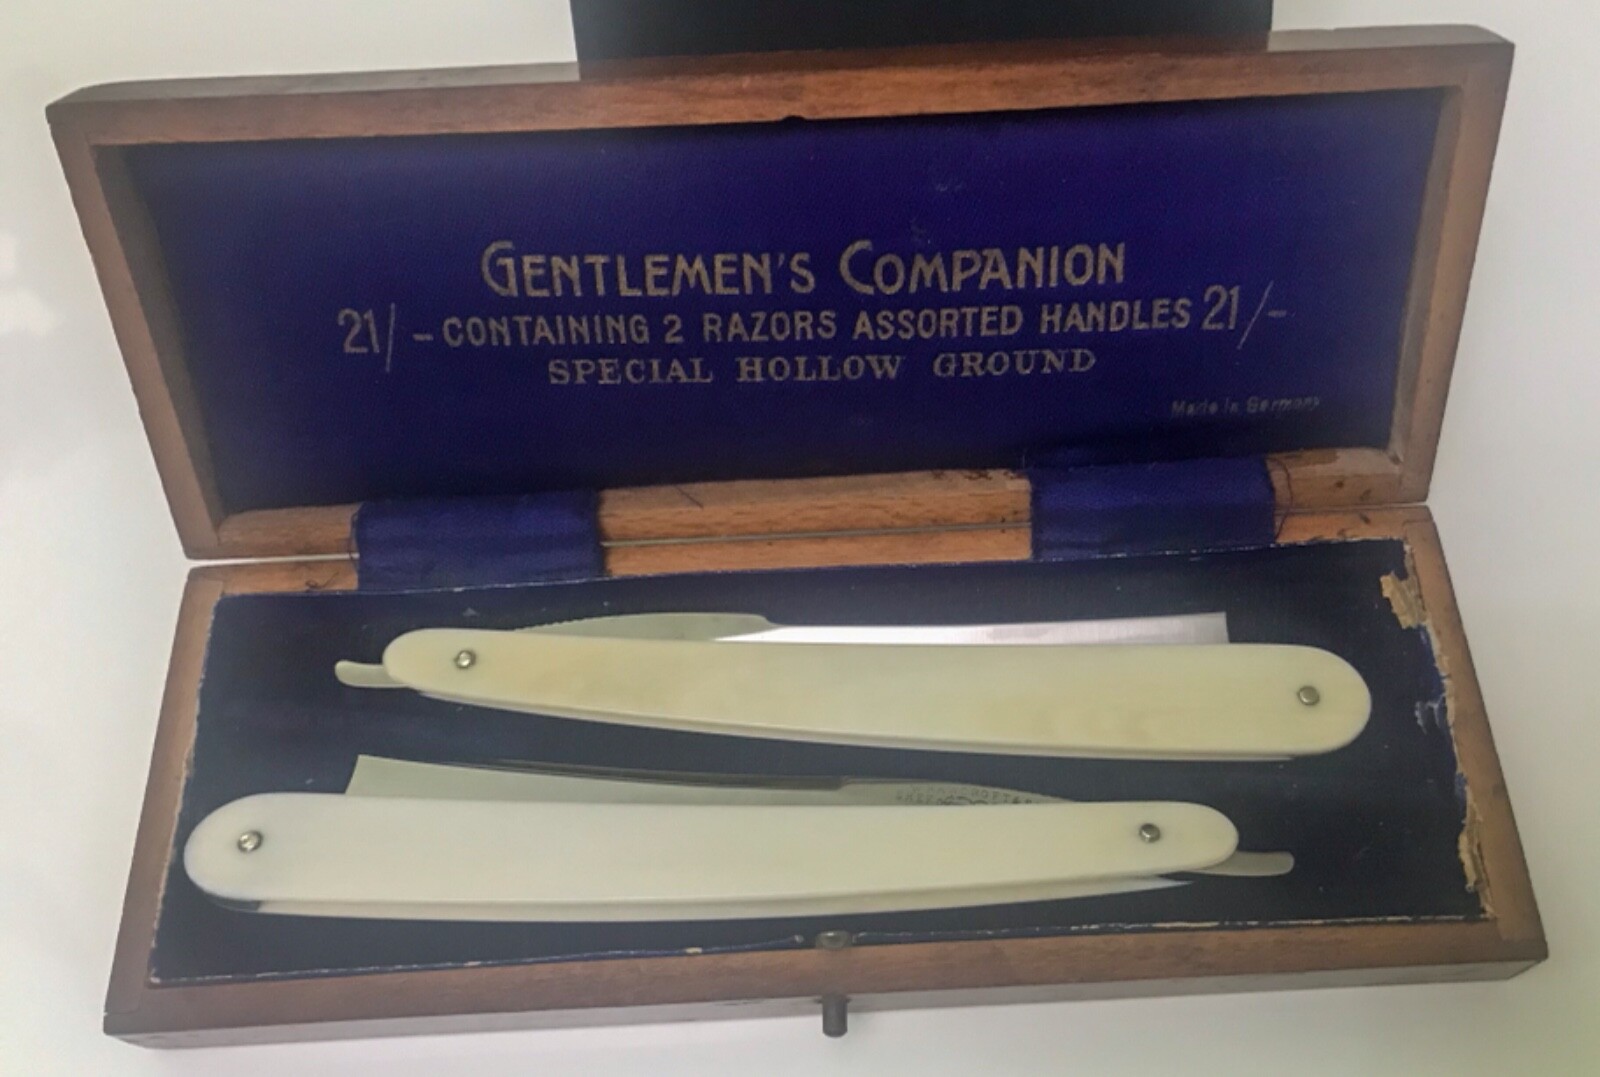 GENTLEMEN'S COMPANION
21/- CONTAINING 2 RAZORS ASSORTED HANDLES 21/-
SPECIAL HOLLOW GROUND
Made in Germany